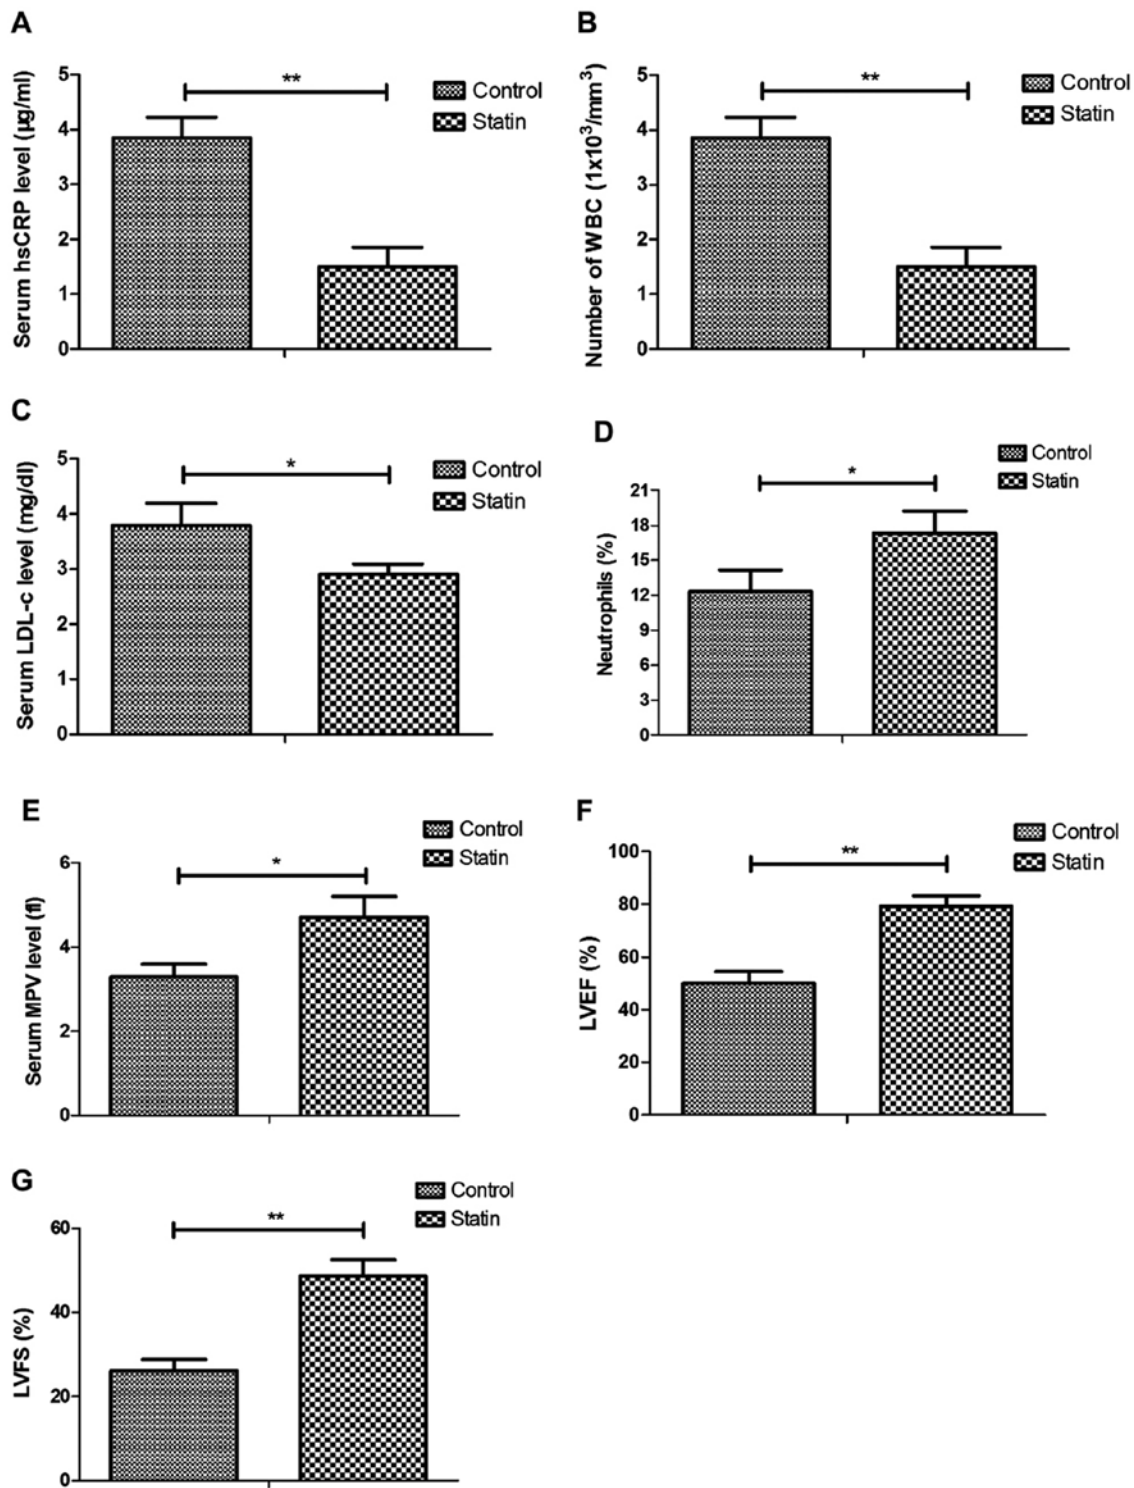 A
Serum hsCRP level (µg/ml)
5
4
3
2
1
0
**
Control
Statin
B
Number of WBC (1x10³/mm³)
5
4
3
2
1
0
**
Control
Statin
C
Serum LDL-c level (mg/dl)
5
4
3
2
1
0
*
Control
Statin
D
Neutrophils (%)
21
18
15
12
9
6
3
0
*
Control
Statin
E
Serum MPV level (fl)
6
4
2
0
*
Control
Statin
F
LVEF (%)
100
80
60
40
20
0
**
Control
Statin
G
LVFS (%)
60
40
20
0
**
Control
Statin